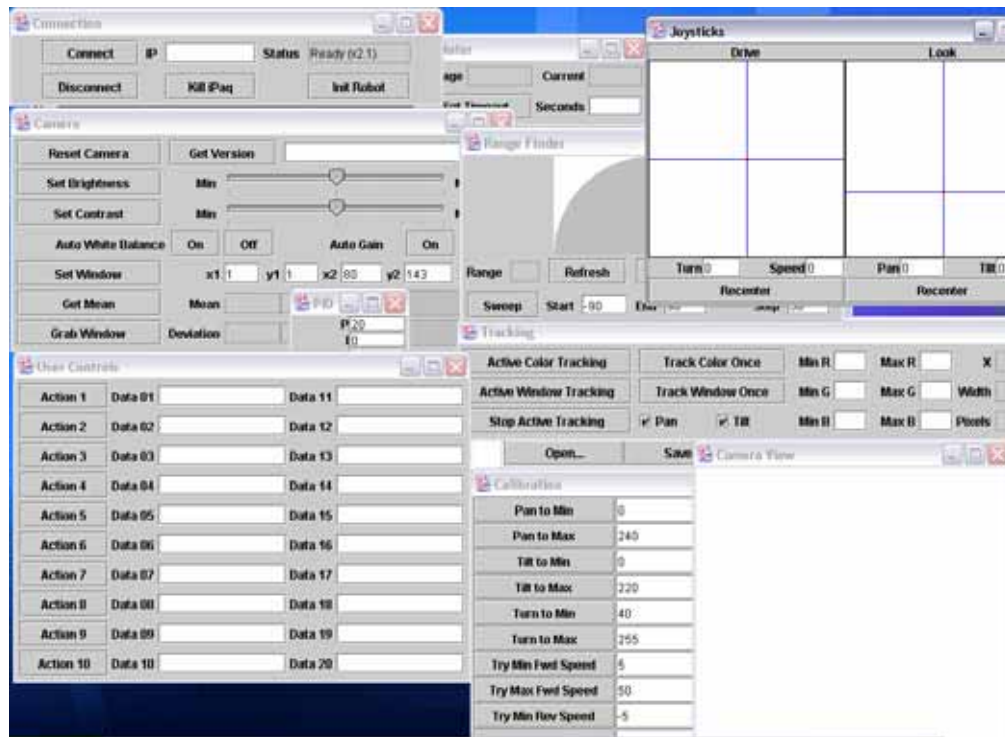 Connection
Connect IP Status Ready (v2.1)
Disconnect Kill iPaq Init Robot
Current
Set Timeout Seconds
Joysticks
Drive Look
Turn 0 Speed 0 Pan 0 Tilt 0
Recenter Recenter
Camera
Reset Camera Get Version
Set Brightness Min
Set Contrast Min
Auto White Balance On Off Auto Gain On
Set Window x1 1 y1 1 x2 80 y2 143
Get Mean Mean
Grab Window Deviation
PID
P 20
I 0
Range Finder
Range Refresh
Sweep Start -90
Tracking
Active Color Tracking Track Color Once Min R Max R X
Active Window Tracking Track Window Once Min G Max G Width
Stop Active Tracking Pan Tilt Min B Max B Pixels
Open... Save
User Controls
Action 1 Data 01 Data 11
Action 2 Data 02 Data 12
Action 3 Data 03 Data 13
Action 4 Data 04 Data 14
Action 5 Data 05 Data 15
Action 6 Data 06 Data 16
Action 7 Data 07 Data 17
Action 8 Data 08 Data 18
Action 9 Data 09 Data 19
Action 10 Data 10 Data 20
Camera View
Calibration
Pan to Min 0
Pan to Max 240
Tilt to Min 0
Tilt to Max 220
Turn to Min 40
Turn to Max 255
Try Min Fwd Speed 5
Try Max Fwd Speed 50
Try Min Rev Speed -5